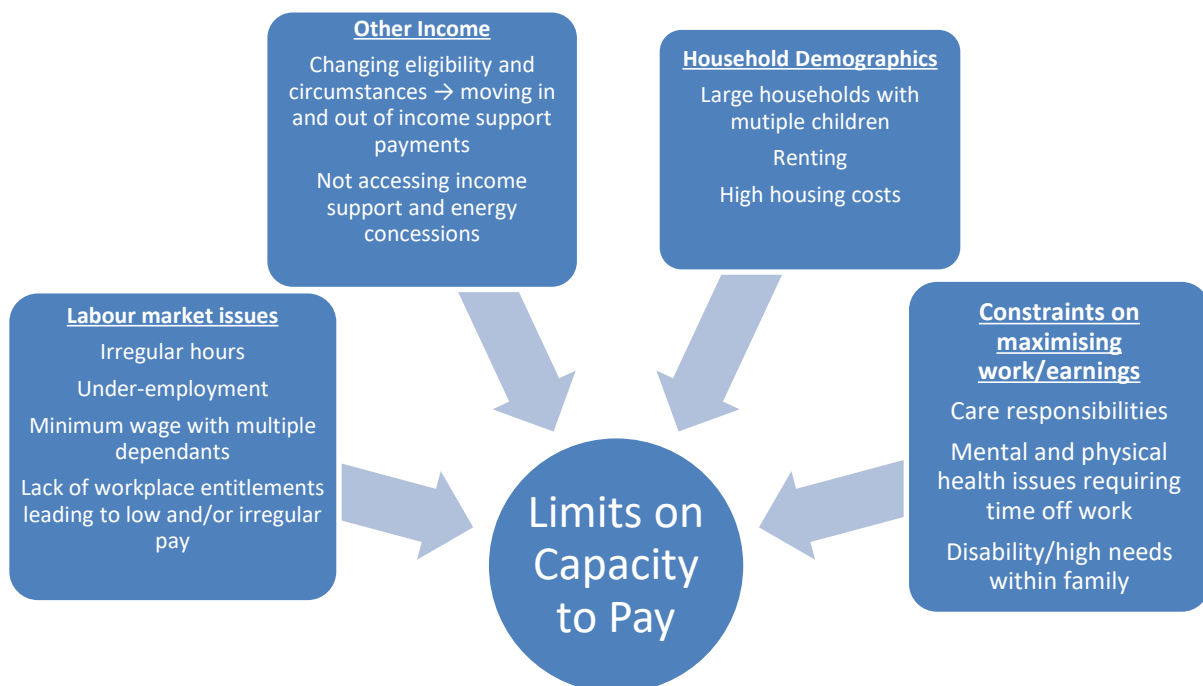 Other Income
Changing eligibility and
circumstances → moving in
and out of income support
payments
Not accessing income
support and energy
concessions
Household Demographics
Large households with
mutiple children
Renting
High housing costs
Labour market issues
Irregular hours
Under-employment
Minimum wage with multiple
dependants
Lack of workplace entitlements
leading to low and/or irregular
pay
Constraints on
maximising
work/earnings
Care responsibilities
Mental and physical
health issues requiring
time off work
Disability/high needs
within family
Limits on
Capacity
to Pay